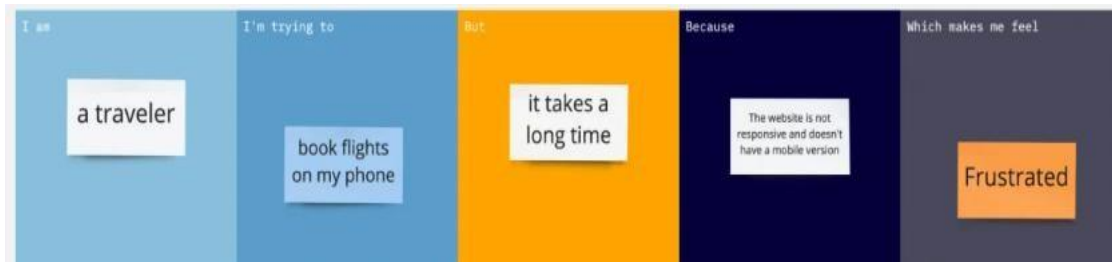 I am
a traveler
I'm trying to
book flights
on my phone
But
it takes a
long time
Because
The website is not
responsive and doesn't
have a mobile version
Which makes me feel
Frustrated